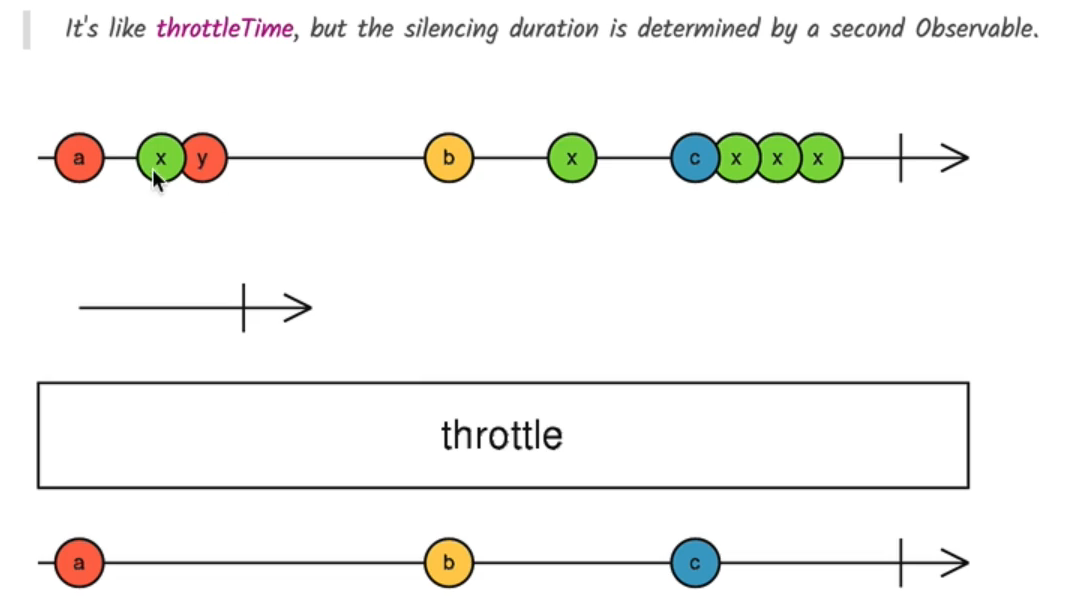 It's like throttleTime, but the silencing duration is determined by a second Observable.
a x y b x c x x x
throttle
a b c